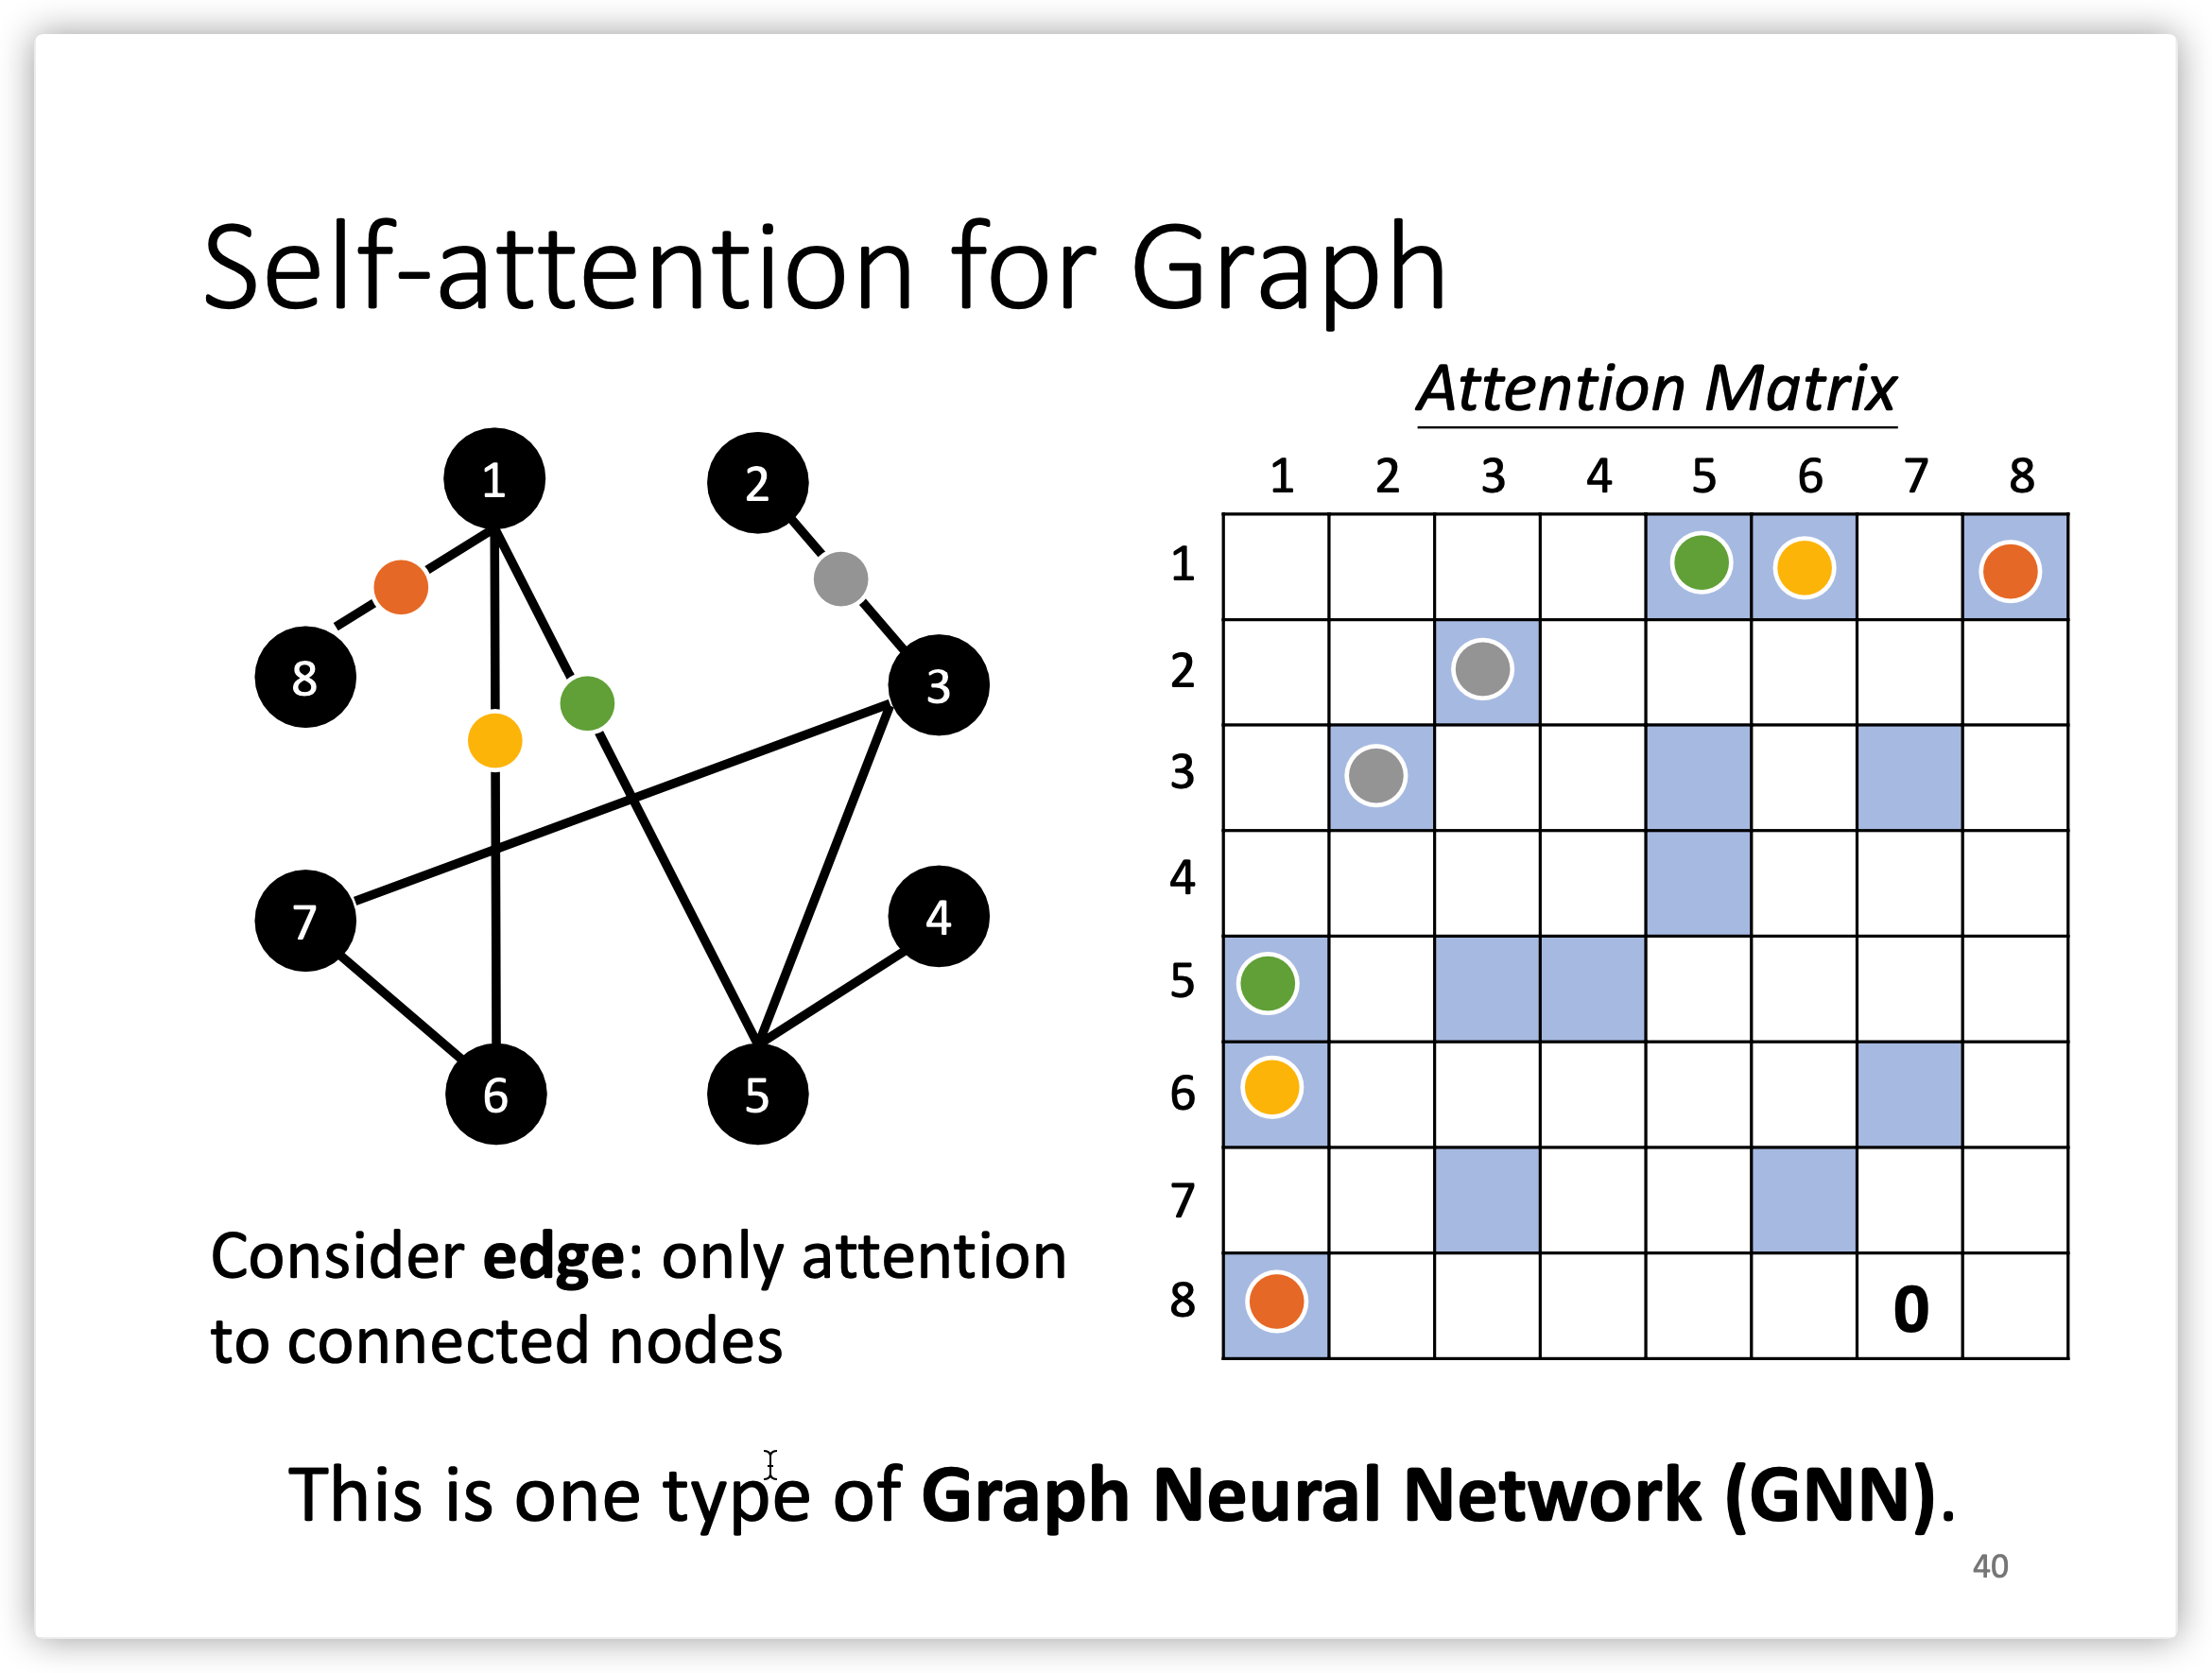 Self-attention for Graph
Attention Matrix
1 2
8
3
7
4
6 5
1 2 3 4 5 6 7 8
1
2
3
4
5
6
7
8 0
Consider edge: only attention
to connected nodes
This is one type of Graph Neural Network (GNN).
40